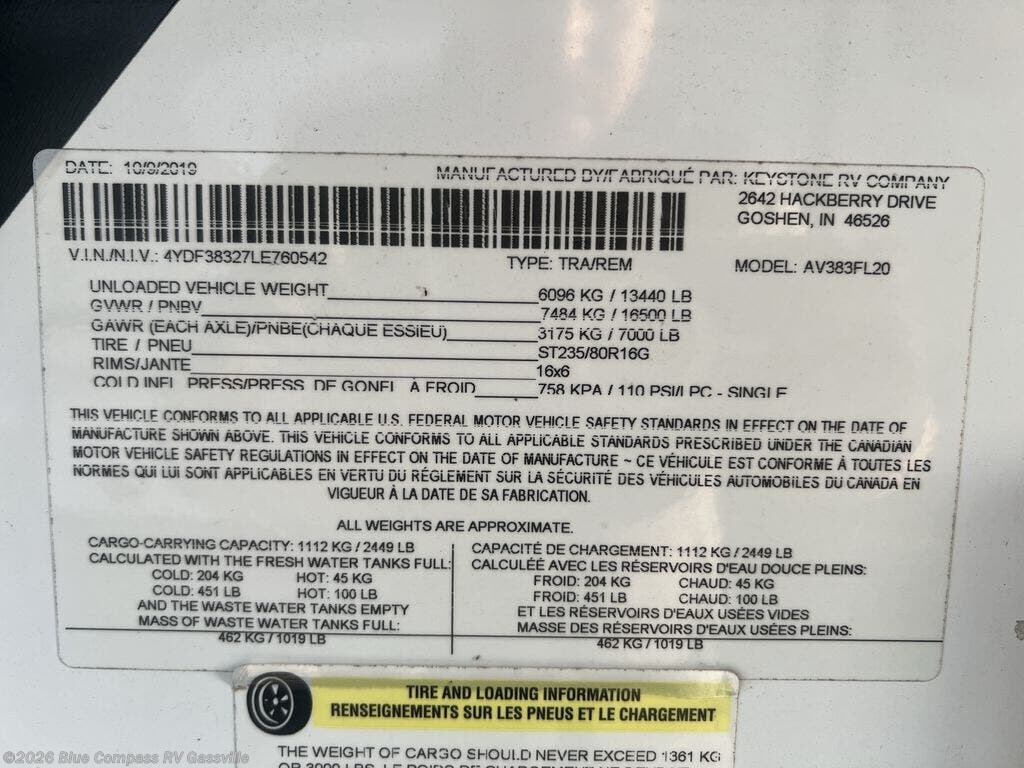 DATE: 10/9/2019
MANUFACTURED BY/FABRIQUÉ PAR: KEYSTONE RV COMPANY
2642 HACKBERRY DRIVE
GOSHEN, IN 46526
V.I.N./N.I.V.: 4YDF38327LE760542
TYPE: TRA/REM
MODEL: AV383FL20
UNLOADED VEHICLE WEIGHT 6096 KG / 13440 LB
GVWR / PNBV 7484 KG / 16500 LB
GAWR (EACH AXLE)/PNBE(CHAQUE ESSIEU) 3175 KG / 7000 LB
TIRE / PNEU ST235/80R16G
RIMS/JANTE 16x6
COLD INFL. PRESS/PRESS. DE GONFL. À FROID 758 KPA / 110 PSI/LPC - SINGLE
THIS VEHICLE CONFORMS TO ALL APPLICABLE U.S. FEDERAL MOTOR VEHICLE SAFETY STANDARDS IN EFFECT ON THE DATE OF
MANUFACTURE SHOWN ABOVE. THIS VEHICLE CONFORMS TO ALL APPLICABLE STANDARDS PRESCRIBED UNDER THE CANADIAN
MOTOR VEHICLE SAFETY REGULATIONS IN EFFECT ON THE DATE OF MANUFACTURE ~ CE VÉHICULE EST CONFORME À TOUTES LES
NORMES QUI LUI SONT APPLICABLES EN VERTU DU RÉGLEMENT SUR LA SÉCURITÉ DES VÉHICULES AUTOMOBILES DU CANADA EN
VIGUEUR À LA DATE DE SA FABRICATION.
ALL WEIGHTS ARE APPROXIMATE.
CARGO-CARRYING CAPACITY: 1112 KG / 2449 LB
CALCULATED WITH THE FRESH WATER TANKS FULL:
COLD: 204 KG HOT: 45 KG
COLD: 451 LB HOT: 100 LB
AND THE WASTE WATER TANKS EMPTY
MASS OF WASTE WATER TANKS FULL:
462 KG / 1019 LB
CAPACITÉ DE CHARGEMENT: 1112 KG / 2449 LB
CALCULÉE AVEC LES RÉSERVOIRS D'EAU DOUCE PLEINS:
FROID: 204 KG CHAUD: 45 KG
FROID: 451 LB CHAUD: 100 LB
ET LES RÉSERVOIRS D'EAUX USÉES VIDES
MASSE DES RÉSERVOIRS D'EAUX USÉES PLEINS:
462 KG / 1019 LB
TIRE AND LOADING INFORMATION
RENSEIGNEMENTS SUR LES PNEUS ET LE CHARGEMENT
THE WEIGHT OF CARGO SHOULD NEVER EXCEED 1361 KG
©2026 Blue Compass RV Gassville